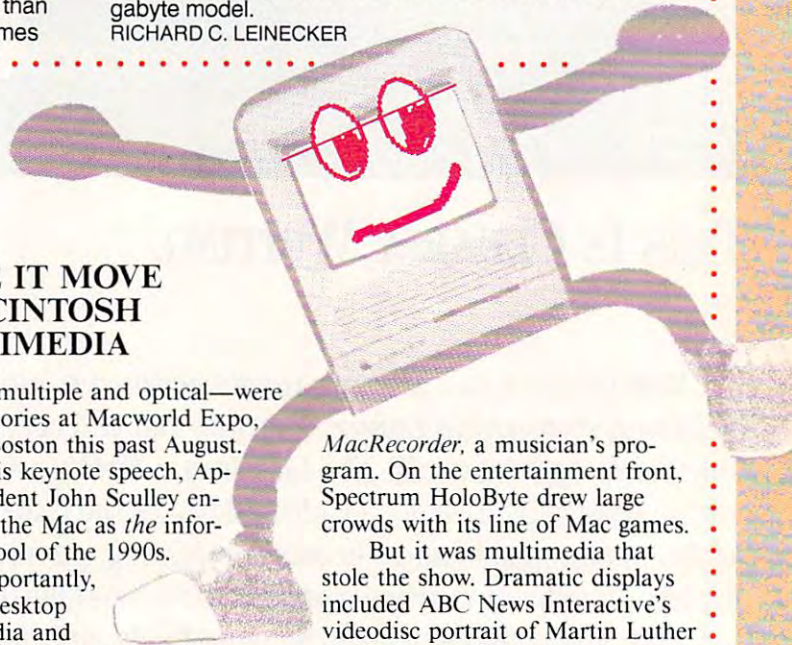 than
mes
gabyte model.
RICHARD C. LEINECKER
IT MOVE
CINTOSH
IMEDIA
multiple and optical—were
ories at Macworld Expo,
oston this past August.
is keynote speech, Ap-
dent John Sculley en-
the Mac as the infor-
ool of the 1990s.
portantly,
esktop
dia and
MacRecorder, a musician's pro-
gram. On the entertainment front,
Spectrum HoloByte drew large
crowds with its line of Mac games.
But it was multimedia that
stole the show. Dramatic displays
included ABC News Interactive's
videodisc portrait of Martin Luther